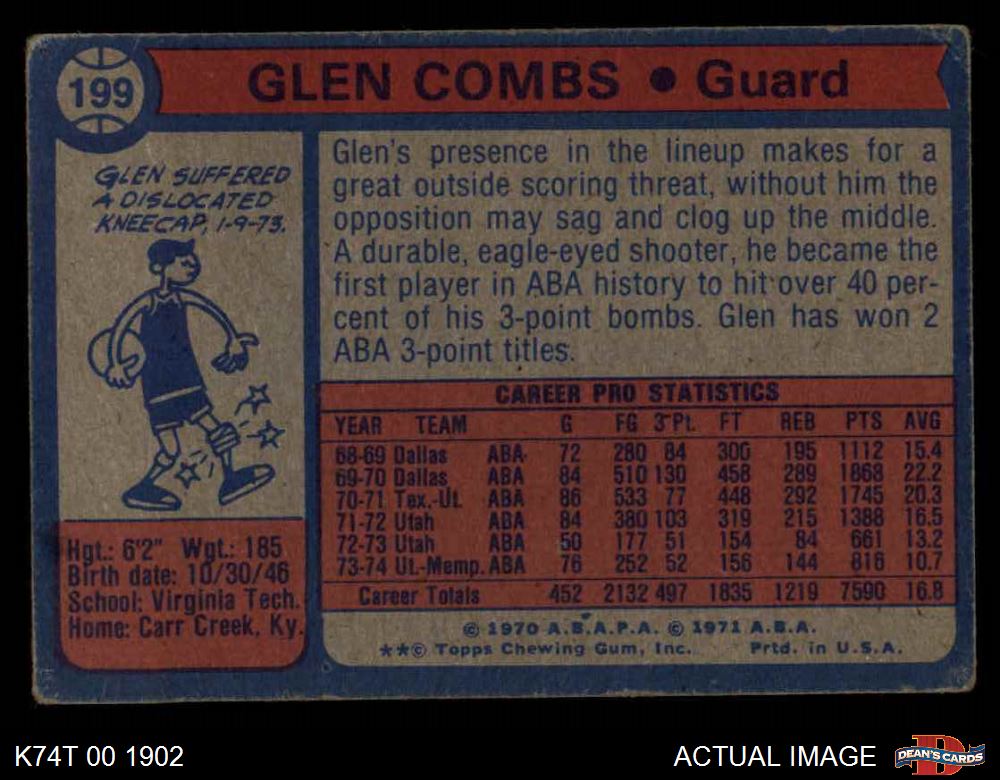 199
GLEN COMBS • Guard
GLEN SUFFERED
A DISLOCATED
KNEECAP, 1-9-73.
Glen's presence in the lineup makes for a
great outside scoring threat, without him the
opposition may sag and clog up the middle.
A durable, eagle-eyed shooter, he became the
first player in ABA history to hit over 40 per-
cent of his 3-point bombs. Glen has won 2
ABA 3-point titles.
CAREER PRO STATISTICS
YEAR TEAM G FG 3-Pt. FT REB PTS AVG
68-69 Dallas ABA 72 280 84 300 195 1112 15.4
69-70 Dallas ABA 84 510 130 458 289 1868 22.2
70-71 Tex.-Ut. ABA 86 533 77 448 292 1745 20.3
71-72 Utah ABA 84 380 103 319 215 1388 16.5
72-73 Utah ABA 50 177 51 154 84 661 13.2
73-74 Ut.-Memp. ABA 76 252 52 156 144 816 10.7
Career Totals 452 2132 497 1835 1219 7590 16.8
Hgt.: 6'2" Wgt.: 185
Birth date: 10/30/46
School: Virginia Tech.
Home: Carr Creek, Ky.
© 1970 A.B.A.P.A. © 1971 A.B.A.
**© Topps Chewing Gum, Inc. Prtd. in U.S.A.
K74T 00 1902
ACTUAL IMAGE
DEAN'S CARDS